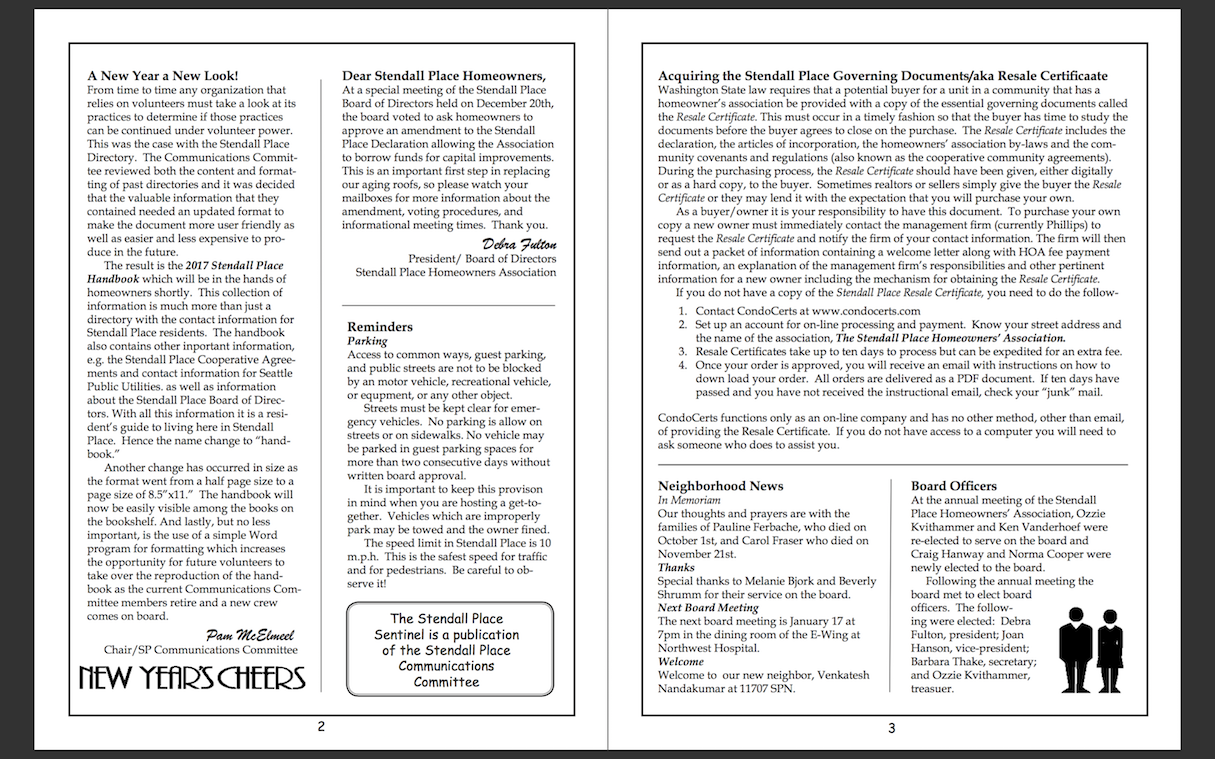 A New Year a New Look!
From time to time any organization that
relies on volunteers must take a look at its
practices to determine if those practices
can be continued under volunteer power.
This was the case with the Stendall Place
Directory.  The Communications Commit-
tee reviewed both the content and format-
ting of past directories and it was decided
that the valuable information that they
contained needed an updated format to
make the document more user friendly as
well as easier and less expensive to pro-
duce in the future.
The result is the 2017 Stendall Place
Handbook which will be in the hands of
homeowners shortly.  This collection of
information is much more than just a
directory with the contact information for
Stendall Place residents.  The handbook
also contains other inportant information,
e.g. the Stendall Place Cooperative Agree-
ments and contact information for Seattle
Public Utilities. as well as information
about the Stendall Place Board of Direc-
tors. With all this information it is a resi-
dent's guide to living here in Stendall
Place.  Hence the name change to "hand-
book."
Another change has occurred in size as
the format went from a half page size to a
page size of 8.5"x11."  The handbook will
now be easily visible among the books on
the bookshelf. And lastly, but no less
important, is the use of a simple Word
program for formatting which increases
the opportunity for future volunteers to
take over the reproduction of the hand-
book as the current Communications Com-
mittee members retire and a new crew
comes on board.
Pam McElmeel
Chair/SP Communications Committee
NEW YEAR'S CHEERS
Dear Stendall Place Homeowners,
At a special meeting of the Stendall Place
Board of Directors held on December 20th,
the board voted to ask homeowners to
approve an amendment to the Stendall
Place Declaration allowing the Association
to borrow funds for capital improvements.
This is an important first step in replacing
our aging roofs, so please watch your
mailboxes for more information about the
amendment, voting procedures, and
informational meeting times.  Thank you.
Debra Fulton
President/ Board of Directors
Stendall Place Homeowners Association
Reminders
Parking
Access to common ways, guest parking,
and public streets are not to be blocked
by an motor vehicle, recreational vehicle,
or equpment, or any other object.
Streets must be kept clear for emer-
gency vehicles.  No parking is allow on
streets or on sidewalks. No vehicle may
be parked in guest parking spaces for
more than two consecutive days without
written board approval.
It is important to keep this provison
in mind when you are hosting a get-to-
gether.  Vehicles which are improperly
park may be towed and the owner fined.
The speed limit in Stendall Place is 10
m.p.h.  This is the safest speed for traffic
and for pedestrians.  Be careful to ob-
serve it!
The Stendall Place
Sentinel is a publication
of the Stendall Place
Communications
Committee
2
Acquiring the Stendall Place Governing Documents/aka Resale Certificaate
Washington State law requires that a potential buyer for a unit in a community that has a
homeowner's association be provided with a copy of the essential governing documents called
the Resale Certificate. This must occur in a timely fashion so that the buyer has time to study the
documents before the buyer agrees to close on the purchase.  The Resale Certificate includes the
declaration, the articles of incorporation, the homeowners' association by-laws and the com-
munity covenants and regulations (also known as the cooperative community agreements).
During the purchasing process, the Resale Certificate should have been given, either digitally
or as a hard copy, to the buyer.  Sometimes realtors or sellers simply give the buyer the Resale
Certificate or they may lend it with the expectation that you will purchase your own.
As a buyer/owner it is your responsibility to have this document.  To purchase your own
copy a new owner must immediately contact the management firm (currently Phillips) to
request the Resale Certificate and notify the firm of your contact information. The firm will then
send out a packet of information containing a welcome letter along with HOA fee payment
information, an explanation of the management firm's responsibilities and other pertinent
information for a new owner including the mechanism for obtaining the Resale Certificate.
If you do not have a copy of the Stendall Place Resale Certificate, you need to do the follow-
1. Contact CondoCerts at www.condocerts.com
2. Set up an account for on-line processing and payment.  Know your street address and
the name of the association, The Stendall Place Homeowners' Association.
3. Resale Certificates take up to ten days to process but can be expedited for an extra fee.
4. Once your order is approved, you will receive an email with instructions on how to
down load your order.  All orders are delivered as a PDF document.  If ten days have
passed and you have not received the instructional email, check your "junk" mail.
CondoCerts functions only as an on-line company and has no other method, other than email,
of providing the Resale Certificate.  If you do not have access to a computer you will need to
ask someone who does to assist you.
Neighborhood News
In Memoriam
Our thoughts and prayers are with the
families of Pauline Ferbache, who died on
October 1st, and Carol Fraser who died on
November 21st.
Thanks
Special thanks to Melanie Bjork and Beverly
Shrumm for their service on the board.
Next Board Meeting
The next board meeting is January 17 at
7pm in the dining room of the E-Wing at
Northwest Hospital.
Welcome
Welcome to  our new neighbor, Venkatesh
Nandakumar at 11707 SPN.
Board Officers
At the annual meeting of the Stendall
Place Homeowners' Association, Ozzie
Kvithammer and Ken Vanderhoef were
re-elected to serve on the board and
Craig Hanway and Norma Cooper were
newly elected to the board.
Following the annual meeting the
board met to elect board
officers.  The follow-
ing were elected:  Debra
Fulton, president; Joan
Hanson, vice-president;
Barbara Thake, secretary;
and Ozzie Kvithammer,
treasuer.
3